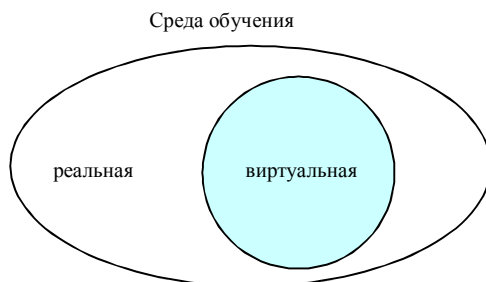 Среда обучения
реальная
виртуальная